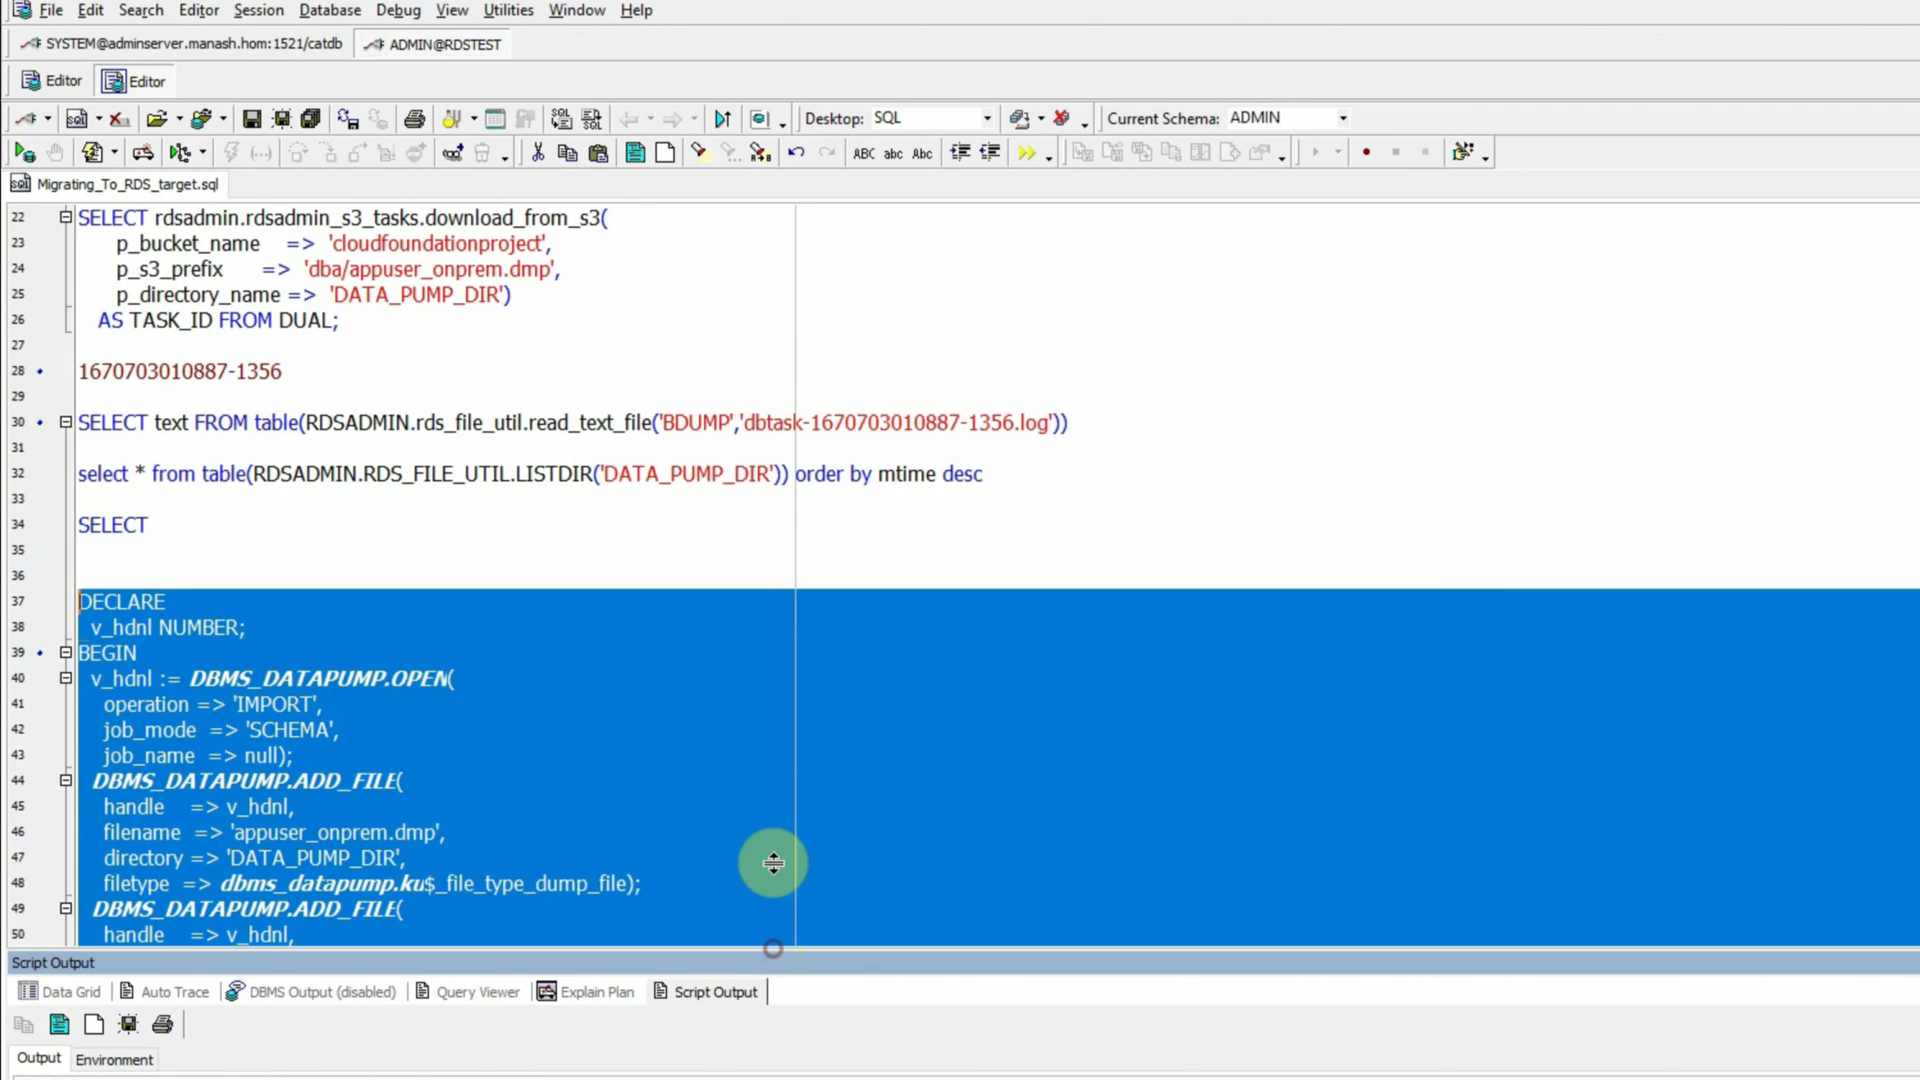 File Edit Search Editor Session Database Debug View Utilities Window Help
SYSTEM@adminserver.manash.hom:1521/catdb ADMIN@RDSTEST
Editor Editor
Desktop: SQL Current Schema: ADMIN
ABC abc Abc
Migrating_To_RDS_target.sql
22 SELECT rdsadmin.rdsadmin_s3_tasks.download_from_s3(
23 p_bucket_name => 'cloudfoundationproject',
24 p_s3_prefix => 'dba/appuser_onprem.dmp',
25 p_directory_name => 'DATA_PUMP_DIR')
26 AS TASK_ID FROM DUAL;
27
28 1670703010887-1356
29
30 SELECT text FROM table(RDSADMIN.rds_file_util.read_text_file('BDUMP','dbtask-1670703010887-1356.log'))
31
32 select * from table(RDSADMIN.RDS_FILE_UTIL.LISTDIR('DATA_PUMP_DIR')) order by mtime desc
33
34 SELECT
35
36
37 DECLARE
38 v_hdnl NUMBER;
39 BEGIN
40 v_hdnl := DBMS_DATAPUMP.OPEN(
41 operation => 'IMPORT',
42 job_mode => 'SCHEMA',
43 job_name => null);
44 DBMS_DATAPUMP.ADD_FILE(
45 handle => v_hdnl,
46 filename => 'appuser_onprem.dmp',
47 directory => 'DATA_PUMP_DIR',
48 filetype => dbms_datapump.ku$_file_type_dump_file);
49 DBMS_DATAPUMP.ADD_FILE(
50 handle => v_hdnl,
Script Output
Data Grid Auto Trace DBMS Output (disabled) Query Viewer Explain Plan Script Output
Output Environment